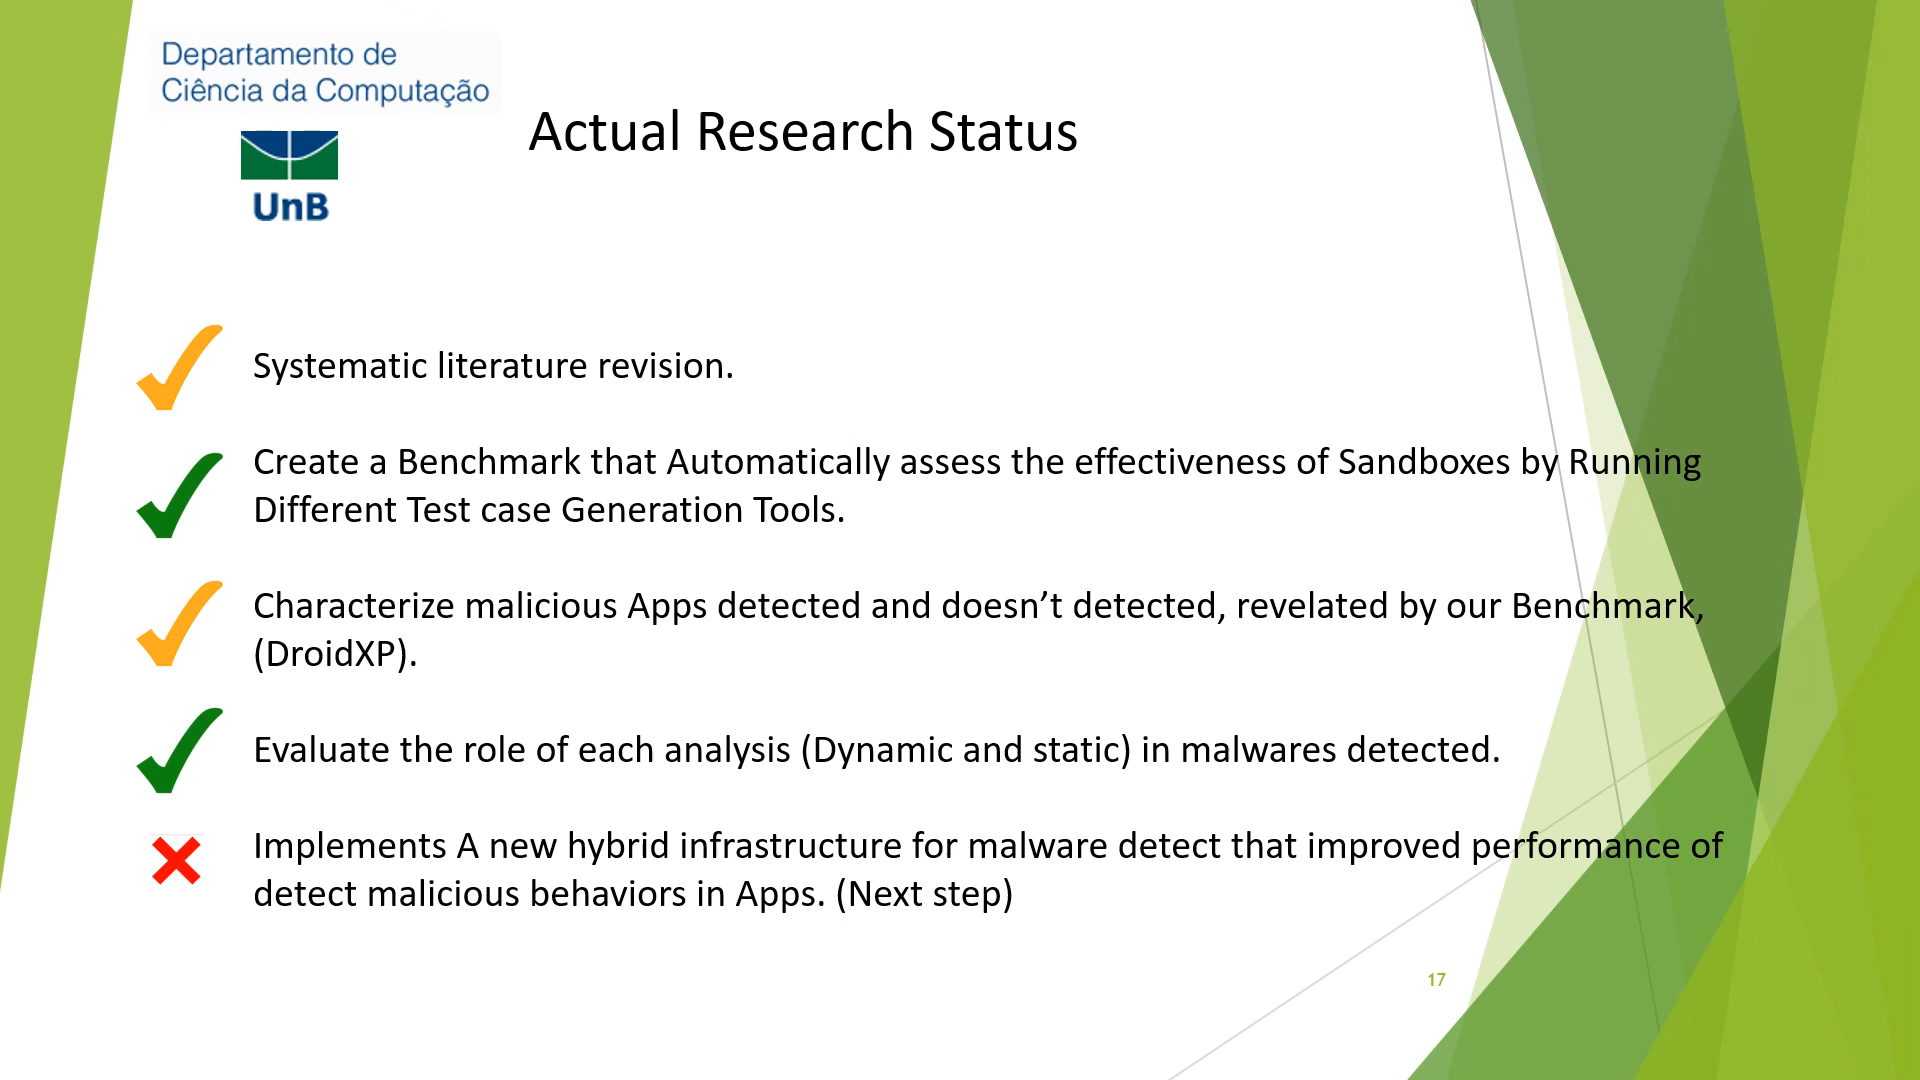 Departamento de
Ciência da Computação
UnB
Actual Research Status
Systematic literature revision.
Create a Benchmark that Automatically assess the effectiveness of Sandboxes by Running
Different Test case Generation Tools.
Characterize malicious Apps detected and doesn’t detected, revelated by our Benchmark,
(DroidXP).
Evaluate the role of each analysis (Dynamic and static) in malwares detected.
Implements A new hybrid infrastructure for malware detect that improved performance of
detect malicious behaviors in Apps. (Next step)
17